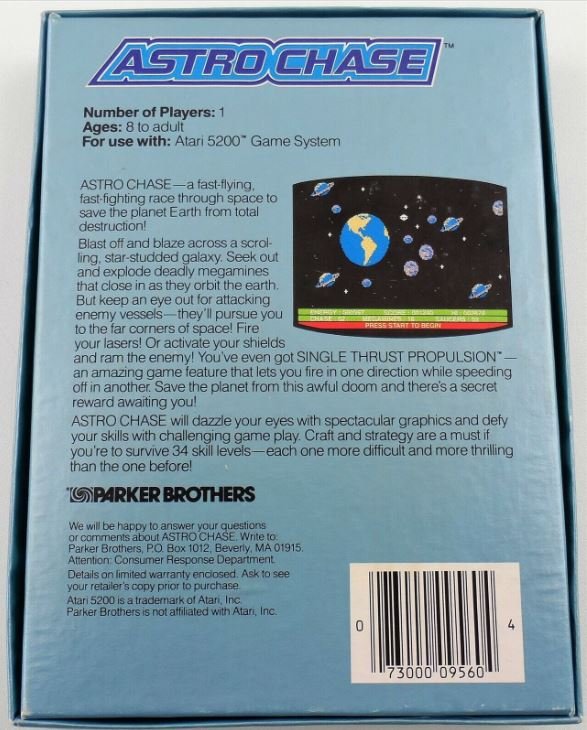 ASTRO CHASE™
Number of Players: 1
Ages: 8 to adult
For use with: Atari 5200™ Game System
ASTRO CHASE—a fast-flying,
fast-fighting race through space to
save the planet Earth from total
destruction!
Blast off and blaze across a scrol-
ling, star-studded galaxy. Seek out
and explode deadly megamines
that close in as they orbit the earth.
But keep an eye out for attacking
enemy vessels—they'll pursue you
to the far corners of space! Fire
your lasers! Or activate your shields
and ram the enemy! You've even got SINGLE THRUST PROPULSION™—
an amazing game feature that lets you fire in one direction while speeding
off in another. Save the planet from this awful doom and there's a secret
reward awaiting you!
ASTRO CHASE will dazzle your eyes with spectacular graphics and defy
your skills with challenging game play. Craft and strategy are a must if
you're to survive 34 skill levels—each one more difficult and more thrilling
than the one before!
ENERGY SCORE HI
PRESS START TO BEGIN
PARKER BROTHERS
We will be happy to answer your questions
or comments about ASTRO CHASE. Write to:
Parker Brothers, P.O. Box 1012, Beverly, MA 01915.
Attention: Consumer Response Department.
Details on limited warranty enclosed. Ask to see
your retailer's copy prior to purchase.
Atari 5200 is a trademark of Atari, Inc.
Parker Brothers is not affiliated with Atari, Inc.
0 73000 09560 4